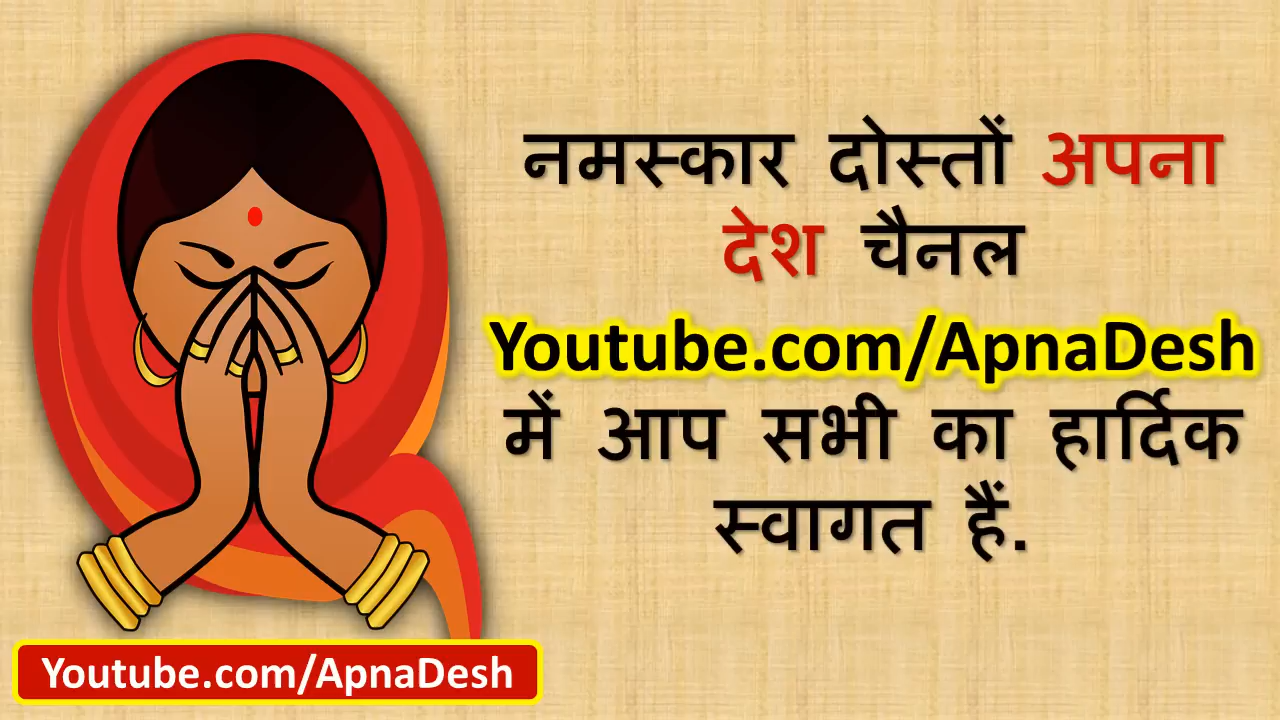 नमस्कार दोस्तों अपना
देश चैनल
Youtube.com/ApnaDesh
में आप सभी का हार्दिक
स्वागत हैं.
Youtube.com/ApnaDesh